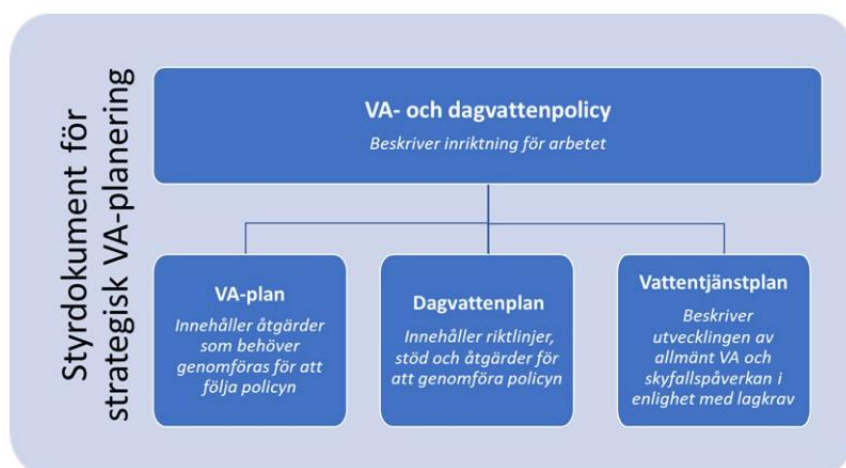 Styrdokument för
strategisk VA-planering
VA- och dagvattenpolicy
Beskriver inriktning för arbetet
VA-plan
Innehåller åtgärder
som behöver
genomföras för att
följa policyn
Dagvattenplan
Innehåller riktlinjer,
stöd och åtgärder för
att genomföra policyn
Vattentjänstplan
Beskriver
utvecklingen av
allmänt VA och
skyfallspåverkan i
enlighet med lagkrav